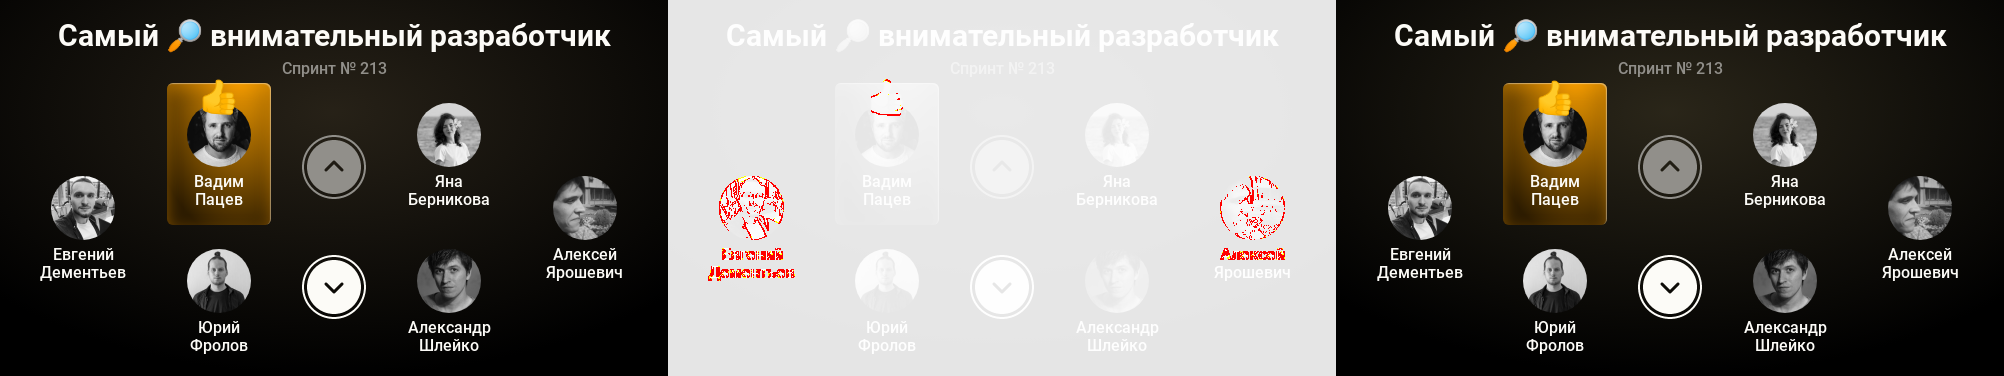 Самый 🔎 внимательный разработчик
Спринт № 213
Вадим
Пацев
Яна
Берникова
Евгений
Дементьев
Алексей
Ярошевич
Юрий
Фролов
Александр
Шлейко
Самый 🔎 внимательный разработчик
Спринт № 213
Вадим
Пацев
Яна
Берникова
Евгений
Дементьев
Алексей
Ярошевич
Юрий
Фролов
Александр
Шлейко
Самый 🔎 внимательный разработчик
Спринт № 213
Вадим
Пацев
Яна
Берникова
Евгений
Дементьев
Алексей
Ярошевич
Юрий
Фролов
Александр
Шлейко